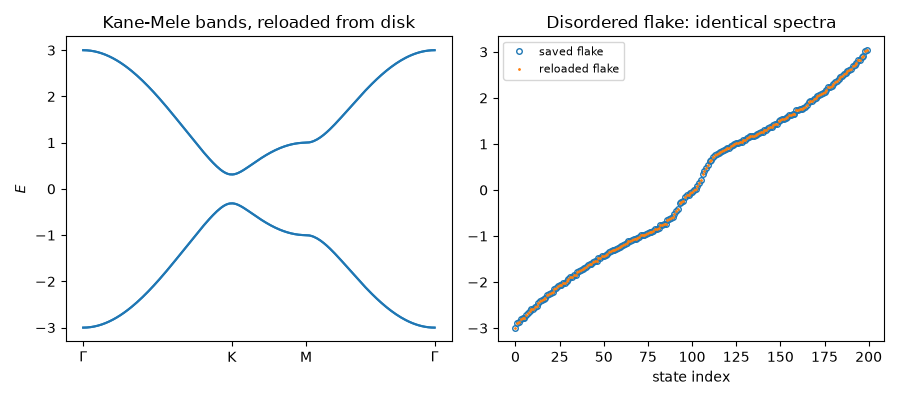 Kane-Mele bands, reloaded from disk
E
3
2
1
0
−1
−2
−3
Γ
K
M
Γ
Disordered flake: identical spectra
saved flake
reloaded flake
3
2
1
0
−1
−2
−3
0
25
50
75
100
125
150
175
200
state index